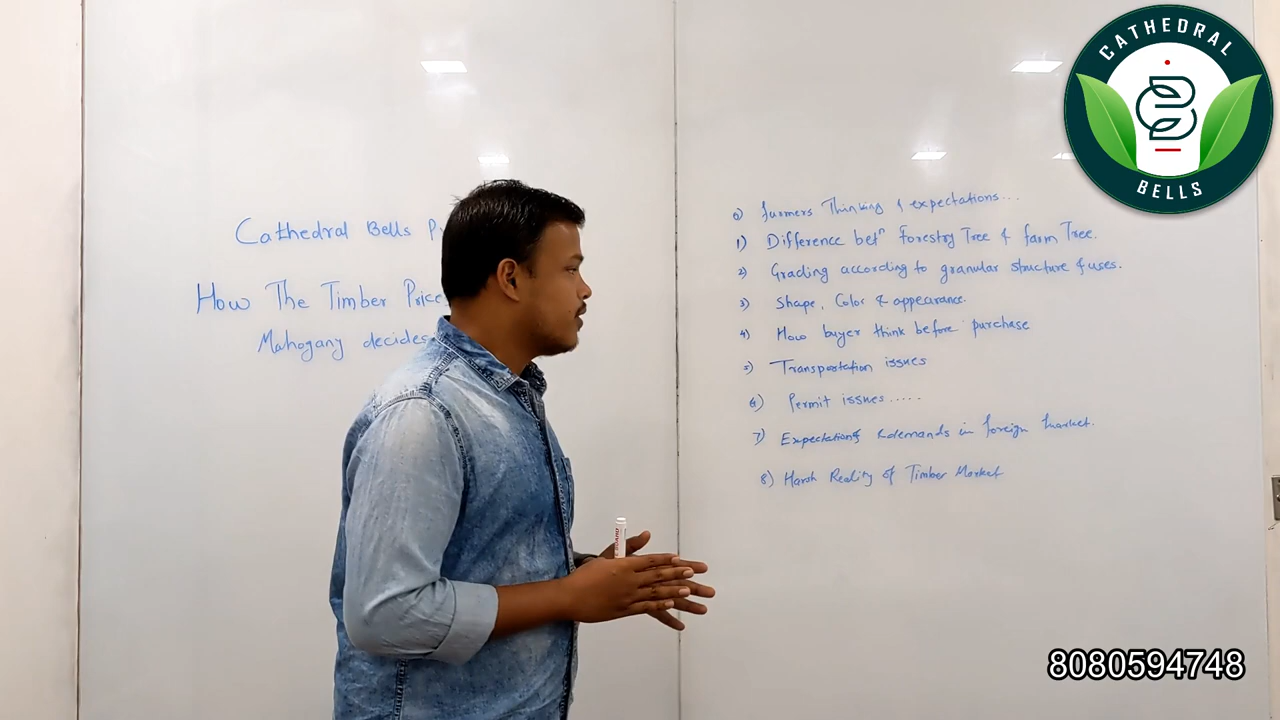 CATHEDRAL
BELLS
Cathedral Bells P
How The Timber Price
Mahogany decides
0) farmers Thinking & expectations...
1) Difference betⁿ forestry Tree & farm Tree.
2) Grading according to granular structure & uses.
3) Shape, Color & appearance.
4) How buyer think before purchase
5) Transportation issues
6) Permit issues.....
7) Expectations & demands in foreign market.
8) Harsh Reality of Timber Market
8080594748